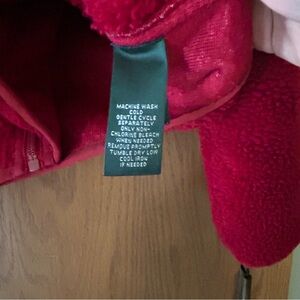 MACHINE WASH
COLD
GENTLE CYCLE
SEPARATELY
ONLY NON-
CHLORINE BLEACH
WHEN NEEDED
REMOVE PROMPTLY
TUMBLE DRY LOW
COOL IRON
IF NEEDED